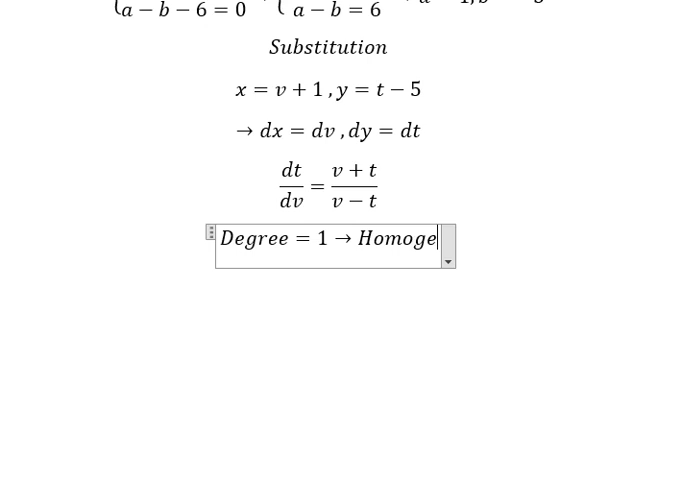 a − b − 6 = 0 a − b = 6
Substitution
x = v + 1 , y = t − 5
→ dx = dv , dy = dt
dt/dv = v + t/v − t
Degree = 1 → Homoge